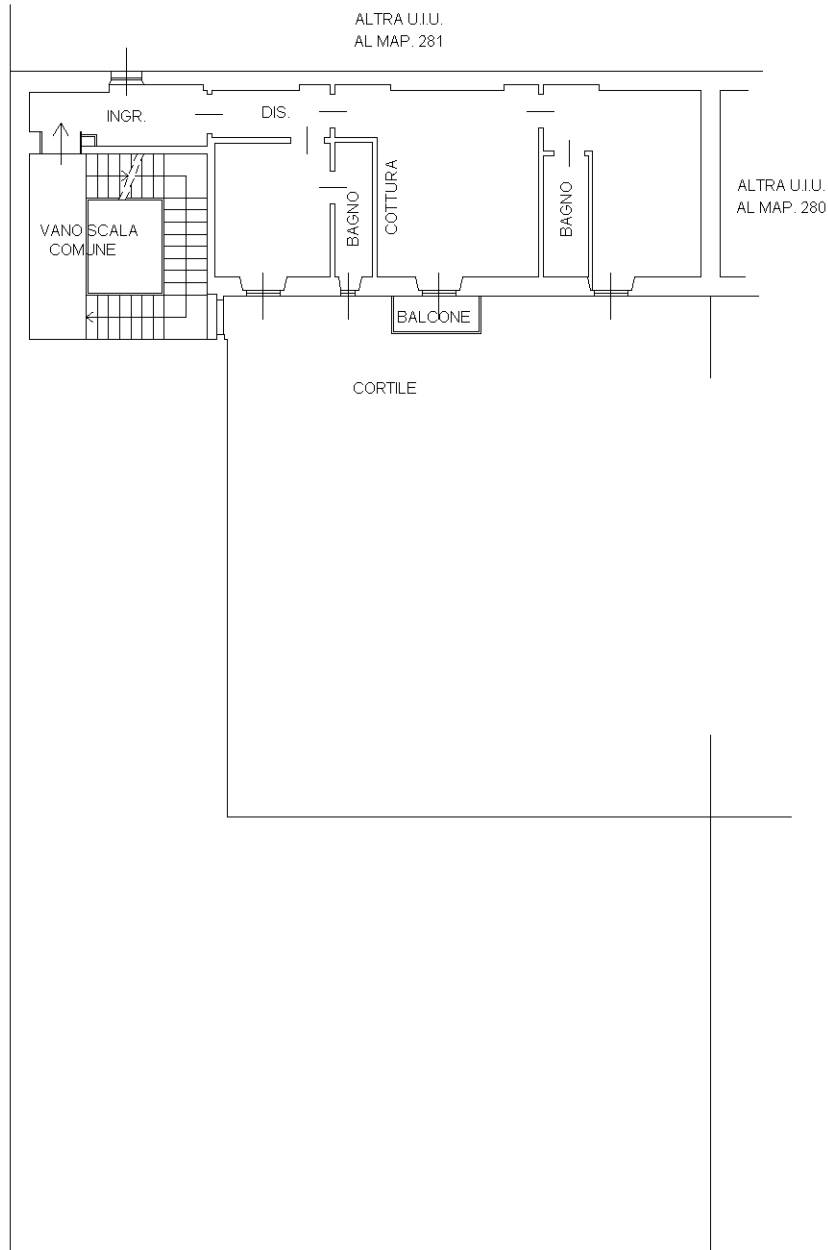 ALTRA U.I.U.
AL MAP. 281
INGR.
DIS.
BAGNO
COTTURA
BAGNO
ALTRA U.I.U.
AL MAP. 280
VANO SCALA
COMUNE
BALCONE
CORTILE